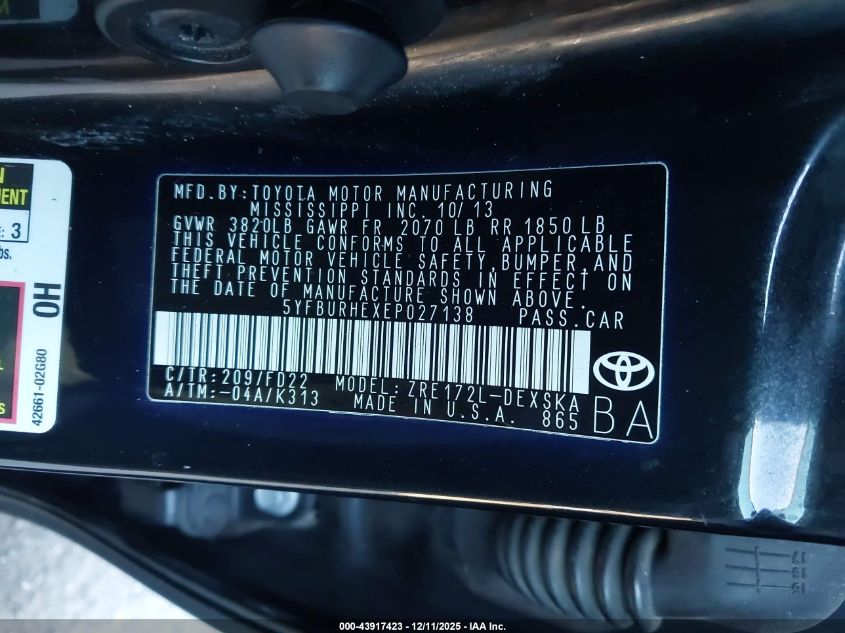 MFD.BY:TOYOTA MOTOR MANUFACTURING
MISSISSIPPI INC. 10/13
GVWR 3820LB GAWR FR 2070 LB RR 1850 LB
THIS VEHICLE CONFORMS TO ALL APPLICABLE
FEDERAL MOTOR VEHICLE SAFETY, BUMPER, AND
THEFT PREVENTION STANDARDS IN EFFECT ON
THE DATE OF MANUFACTURE SHOWN ABOVE.
5YFBURHEXEP027138 PASS.CAR
C/TR: 209/FD22 MODEL: ZRE172L-DEXSKA
A/TM: -04A/K313 MADE IN U.S.A. 865
BA
3
lbs.
OH
42661-02G80
000-43917423 - 12/11/2025 - IAA Inc.